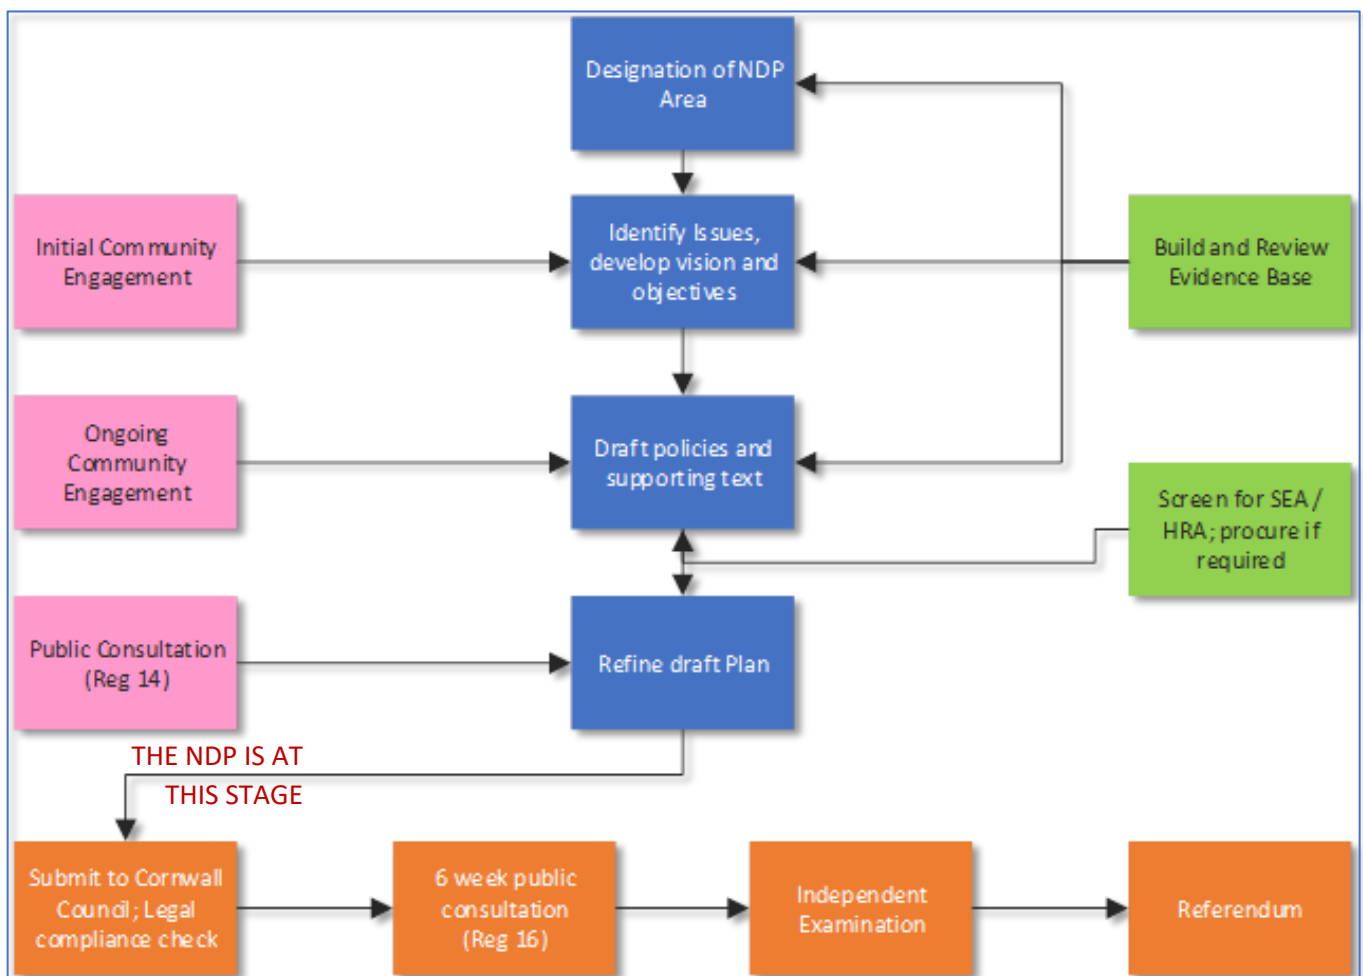 Designation of NDP
Area
Initial Community
Engagement
Identify Issues,
develop vision and
objectives
Build and Review
Evidence Base
Ongoing
Community
Engagement
Draft policies and
supporting text
Screen for SEA /
HRA; procure if
required
Public Consultation
(Reg 14)
Refine draft Plan
THE NDP IS AT
THIS STAGE
Submit to Cornwall
Council; Legal
compliance check
6 week public
consultation
(Reg 16)
Independent
Examination
Referendum